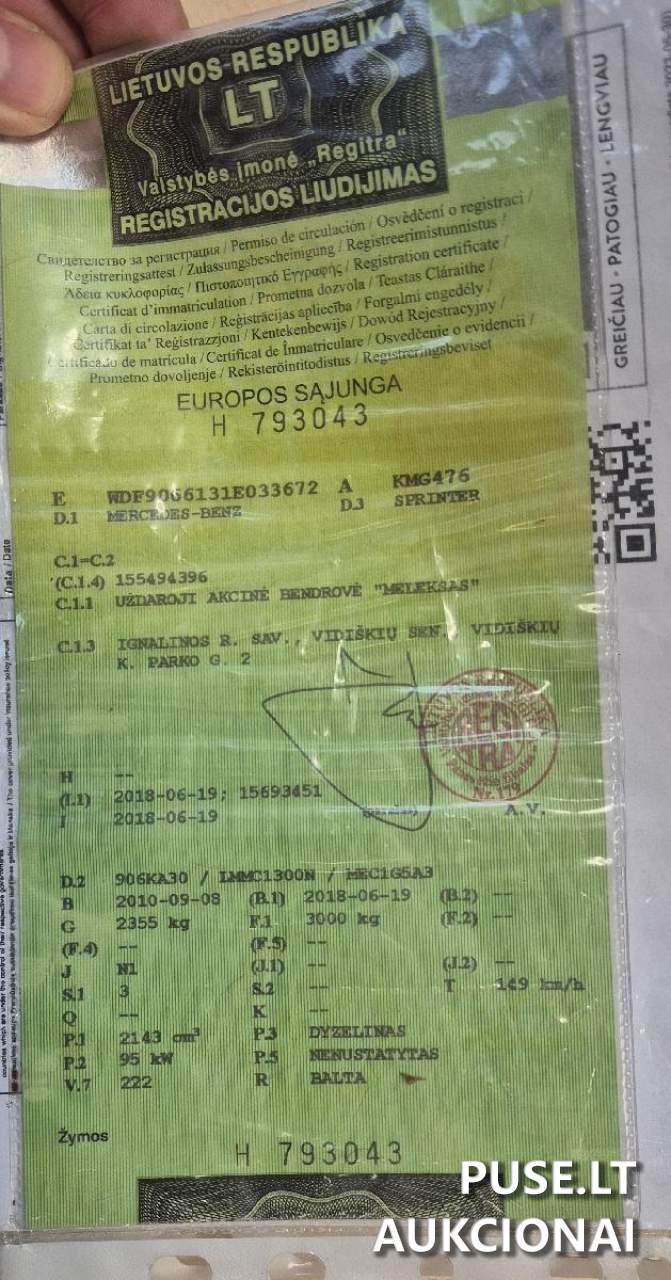 LIETUVOS RESPUBLIKA
LT
Valstybės įmonė „Regitra“
REGISTRACIJOS LIUDIJIMAS
Свидетелство за регистрация / Permiso de circulación / Osvědčení o registraci /
Registreringsattest / Zulassungsbescheinigung / Registreerimistunnistus /
Άδεια κυκλοφορίας / Πιστοποιητικό Εγγραφής / Registration certificate /
Certificat d'immatriculation / Prometna dozvola / Teastas Cláraithe /
Carta di circolazione / Reģistrācijas apliecība / Forgalmi engedély /
Ċertifikat ta' Reġistrazzjoni / Kentekenbewijs / Dowód Rejestracyjny /
Certificado de matrícula / Certificat de Înmatriculare / Osvedčenie o evidencii /
Prometno dovoljenje / Rekisteröintitodistus / Registreringsbeviset
EUROPOS SĄJUNGA
H 793043
E WDF9066131E033672 A KMG476
D.1 MERCEDES-BENZ D.3 SPRINTER
C.1=C.2
(C.1.4) 155494396
C.1.1 UŽDAROJI AKCINĖ BENDROVĖ "MELEKSAS"
C.1.3 IGNALINOS R. SAV., VIDIŠKIŲ SEN. VIDIŠKIŲ
K. PARKO G. 2
REGI
TRA
Nr. 179
H --
(I.1) 2018-06-19; 15693451
I 2018-06-19
A.V.
D.2 906KA30 / LMMC1300N / MEC1G5A3
B 2010-09-08 (B.1) 2018-06-19 (B.2) --
G 2355 kg F.1 3000 kg (F.2) --
(F.4) -- (F.5) --
J N1 (J.1) -- (J.2) --
S.1 3 S.2 -- T 149 km/h
Q -- K --
P.1 2143 cm³ P.3 DYZELINAS
P.2 95 kW P.5 NENUSTATYTAS
V.7 222 R BALTA
Žymos
H 793043
GREIČIAU · PATOGIAU · LENGVIAU
Data / Date
PUSE.LT
AUKCIONAI